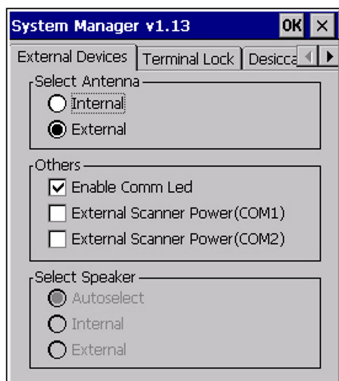 System Manager v1.13 OK ×
External Devices Terminal Lock Desicca
Select Antenna
Internal
External
Others
Enable Comm Led
External Scanner Power(COM1)
External Scanner Power(COM2)
Select Speaker
Autoselect
Internal
External